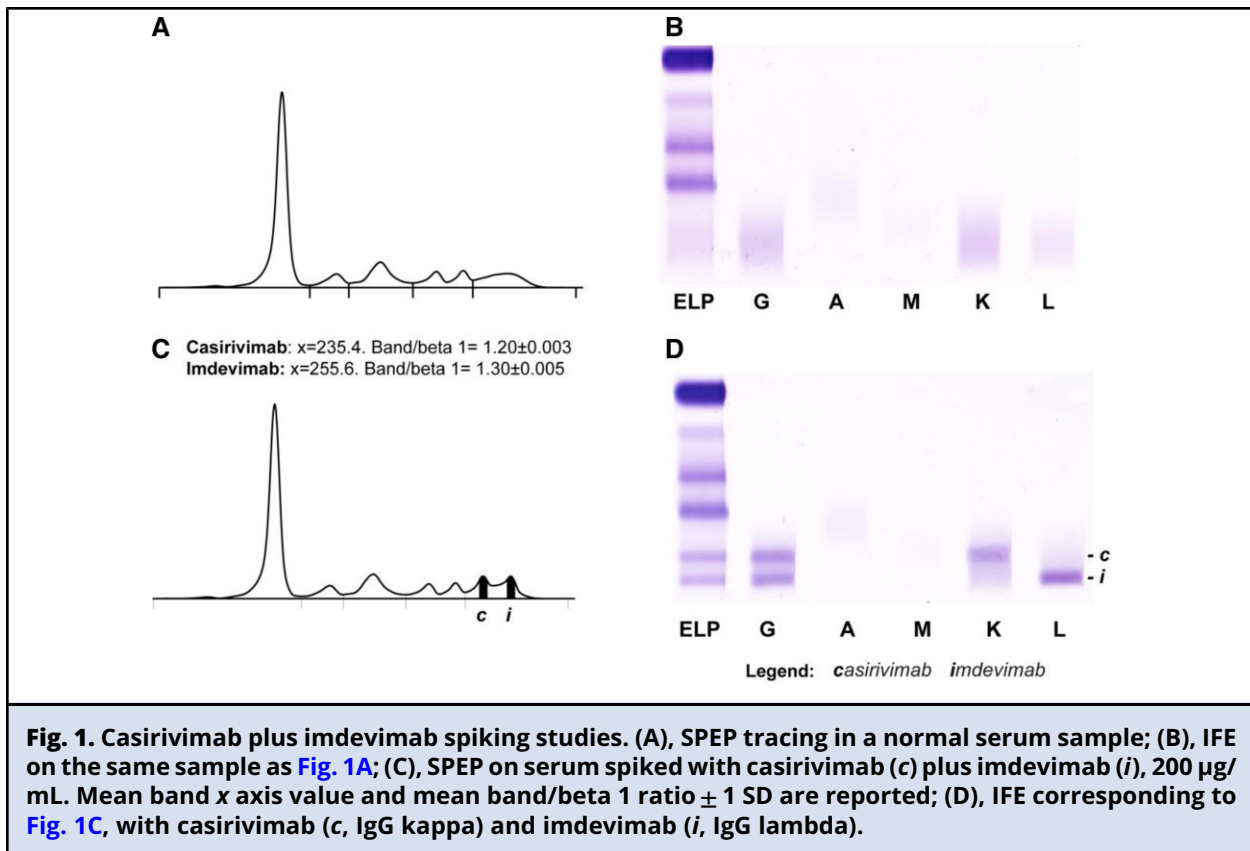 A
B
ELP G A M K L
C Casirivimab: x=235.4. Band/beta 1= 1.20±0.003
Imdevimab: x=255.6. Band/beta 1= 1.30±0.005
c i
D
- c
- i
ELP G A M K L
Legend: casirivimab imdevimab
Fig. 1. Casirivimab plus imdevimab spiking studies. (A), SPEP tracing in a normal serum sample; (B), IFE
on the same sample as Fig. 1A; (C), SPEP on serum spiked with casirivimab (c) plus imdevimab (i), 200 µg/
mL. Mean band x axis value and mean band/beta 1 ratio ± 1 SD are reported; (D), IFE corresponding to
Fig. 1C, with casirivimab (c, IgG kappa) and imdevimab (i, IgG lambda).